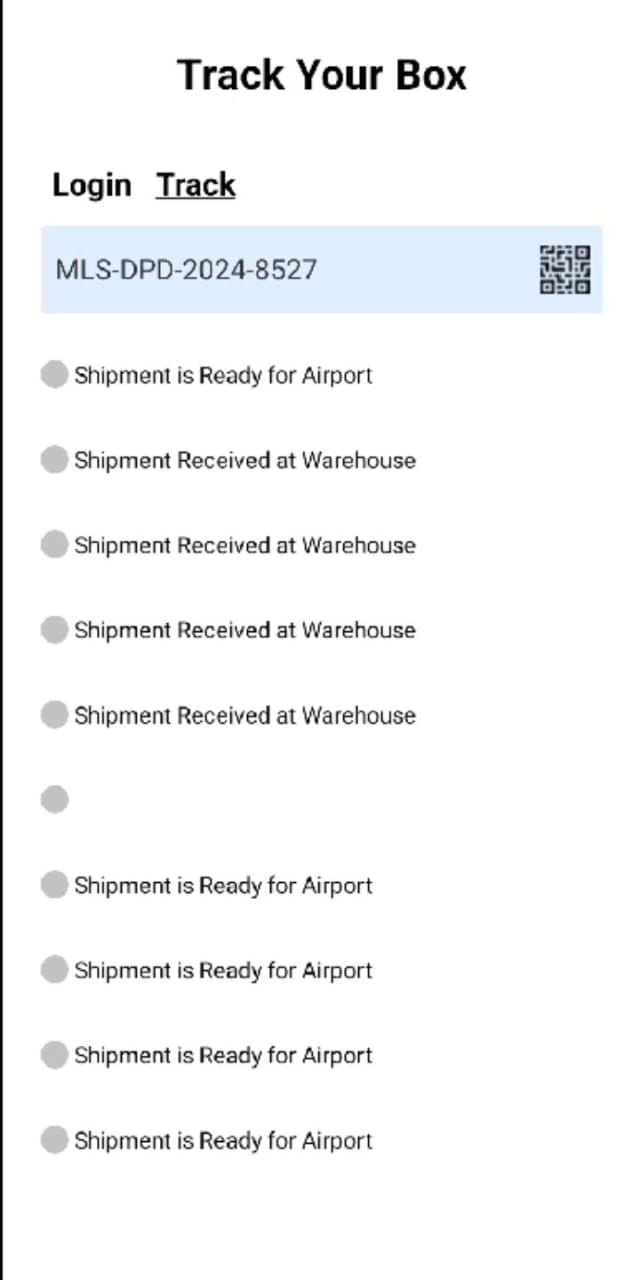 Track Your Box
Login Track
MLS-DPD-2024-8527
Shipment is Ready for Airport
Shipment Received at Warehouse
Shipment Received at Warehouse
Shipment Received at Warehouse
Shipment Received at Warehouse
Shipment is Ready for Airport
Shipment is Ready for Airport
Shipment is Ready for Airport
Shipment is Ready for Airport